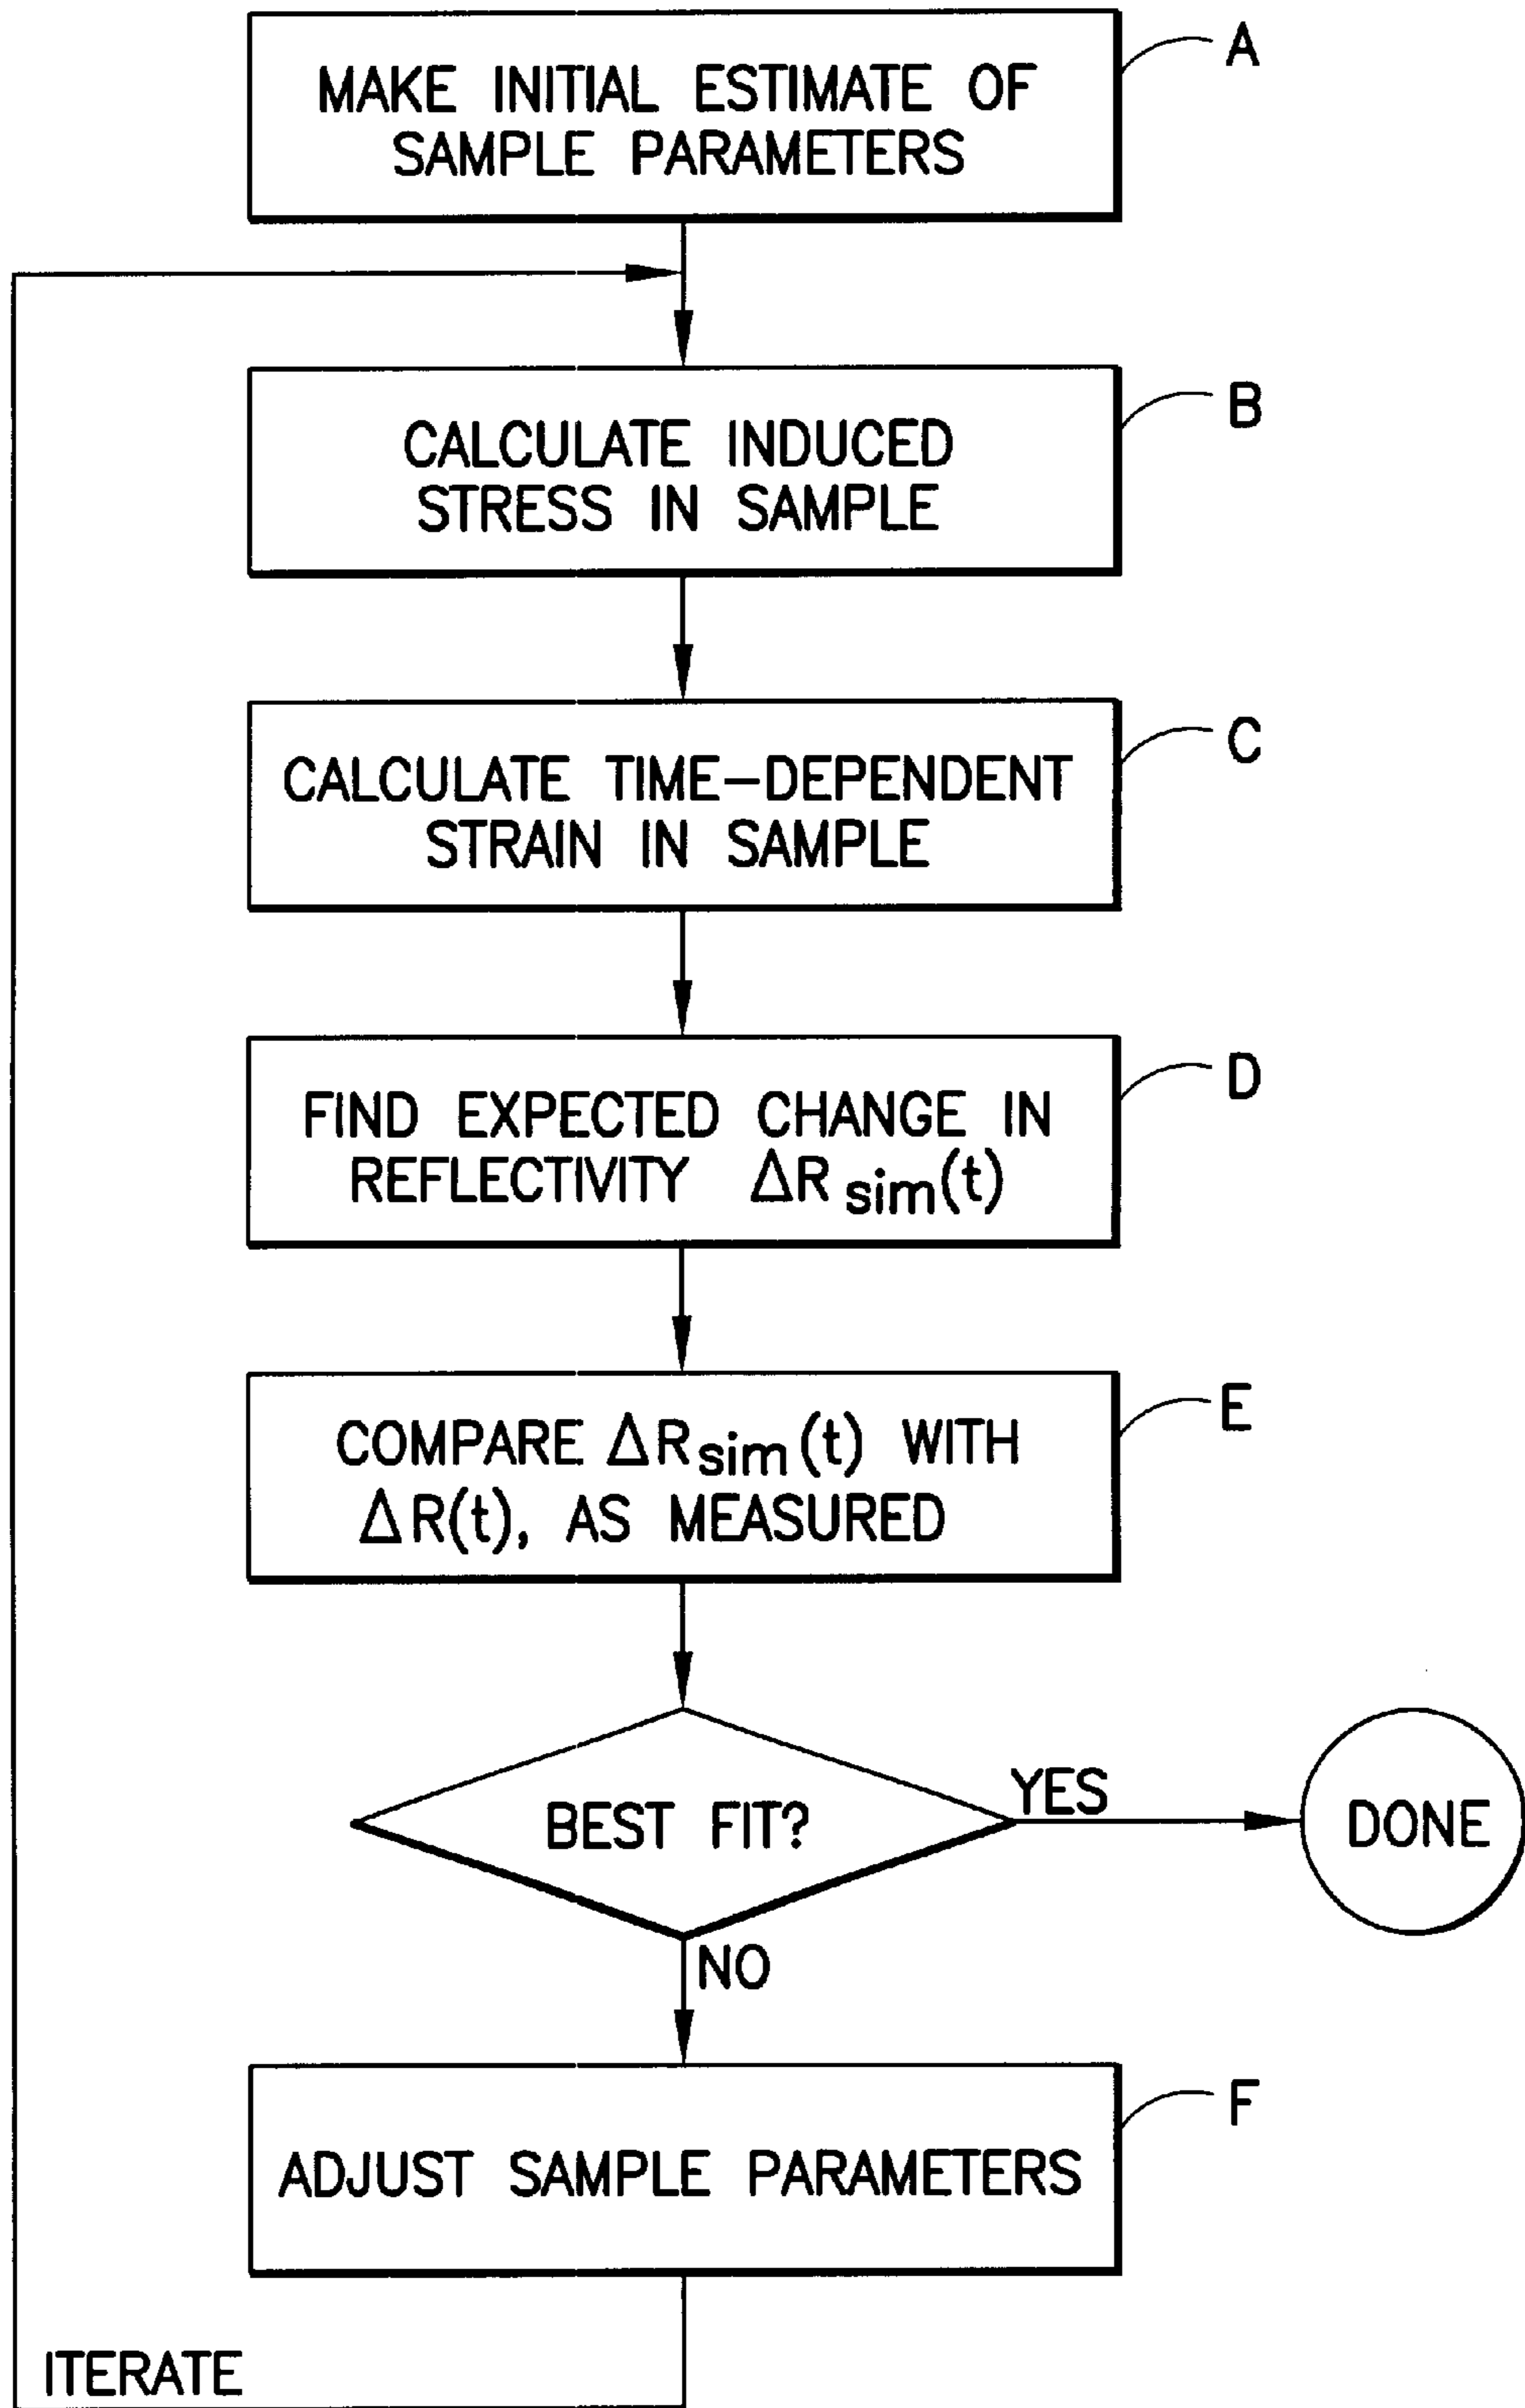 MAKE INITIAL ESTIMATE OF
SAMPLE PARAMETERS
A
CALCULATE INDUCED
STRESS IN SAMPLE
B
CALCULATE TIME-DEPENDENT
STRAIN IN SAMPLE
C
FIND EXPECTED CHANGE IN
REFLECTIVITY ΔR sim(t)
D
COMPARE ΔRsim(t) WITH
ΔR(t), AS MEASURED
E
BEST FIT?
YES
DONE
NO
ADJUST SAMPLE PARAMETERS
F
ITERATE